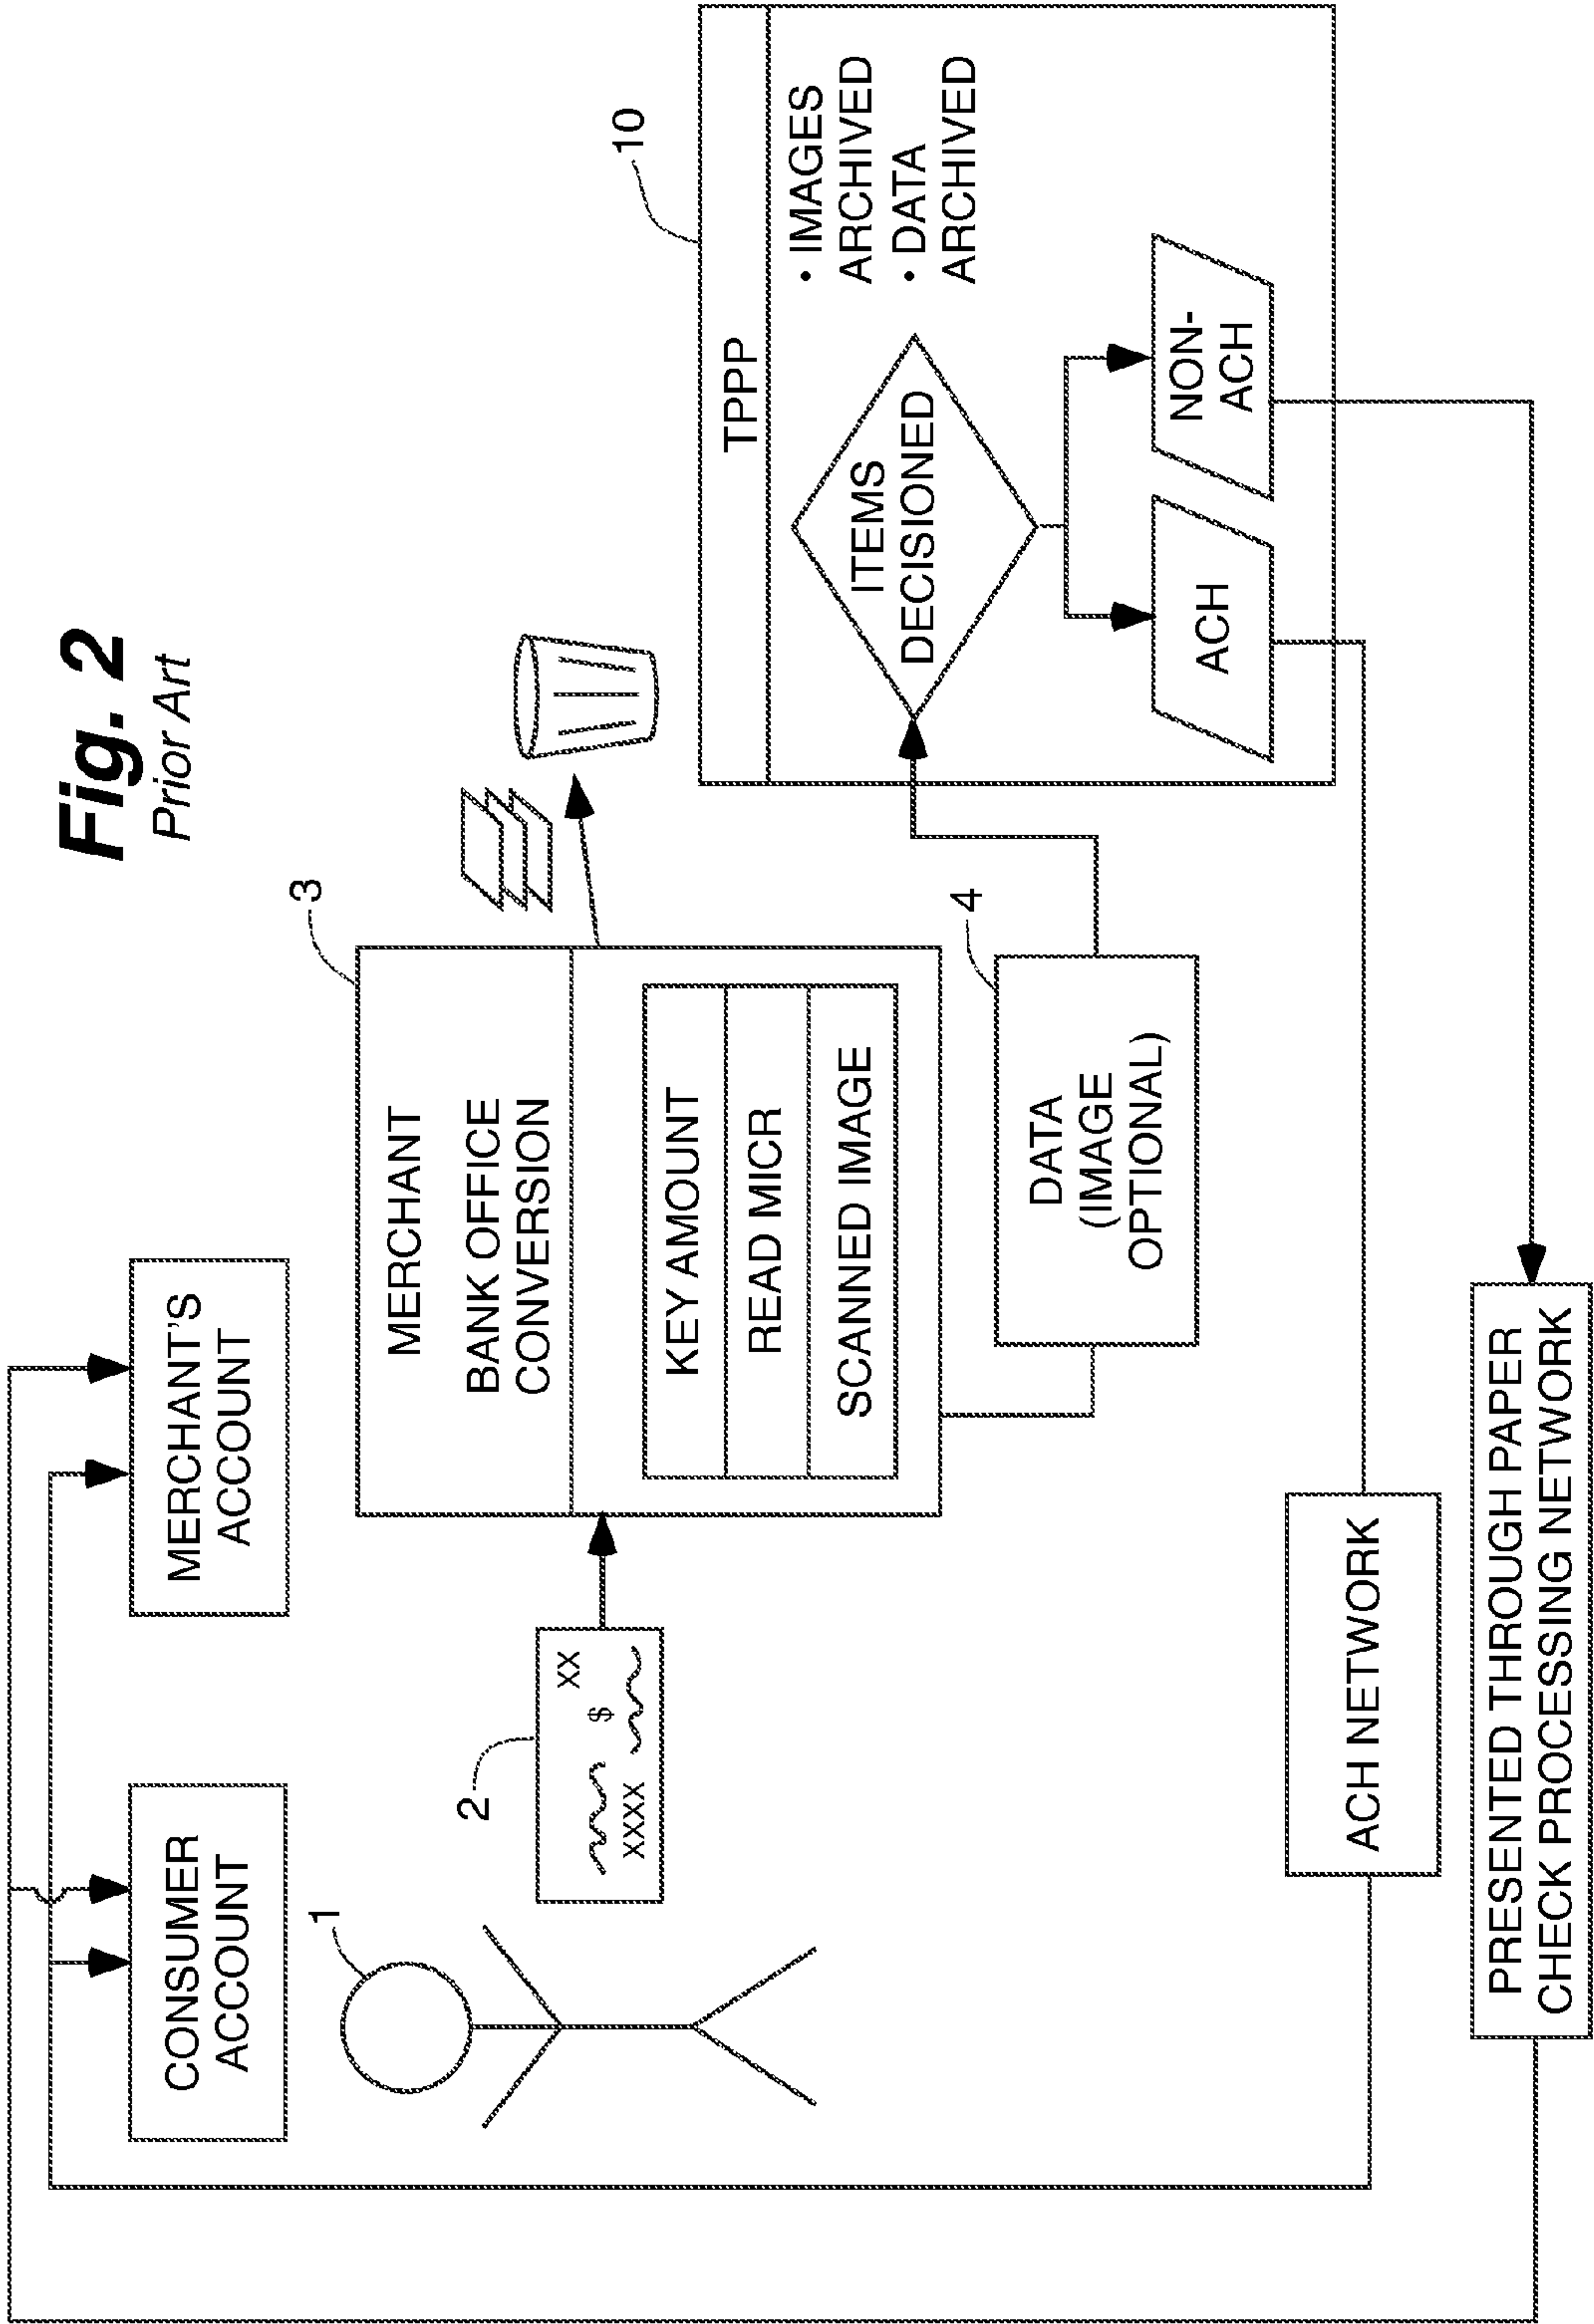 Fig. 2
Prior Art
CONSUMER
ACCOUNT
MERCHANT'S
ACCOUNT
1
2
XX
$
XXXX
3
MERCHANT
BANK OFFICE
CONVERSION
KEY AMOUNT
READ MICR
SCANNED IMAGE
4
DATA
(IMAGE
OPTIONAL)
10
TPPP
• IMAGES
ARCHIVED
• DATA
ARCHIVED
ITEMS
DECISIONED
ACH
NON-
ACH
ACH NETWORK
PRESENTED THROUGH PAPER
CHECK PROCESSING NETWORK